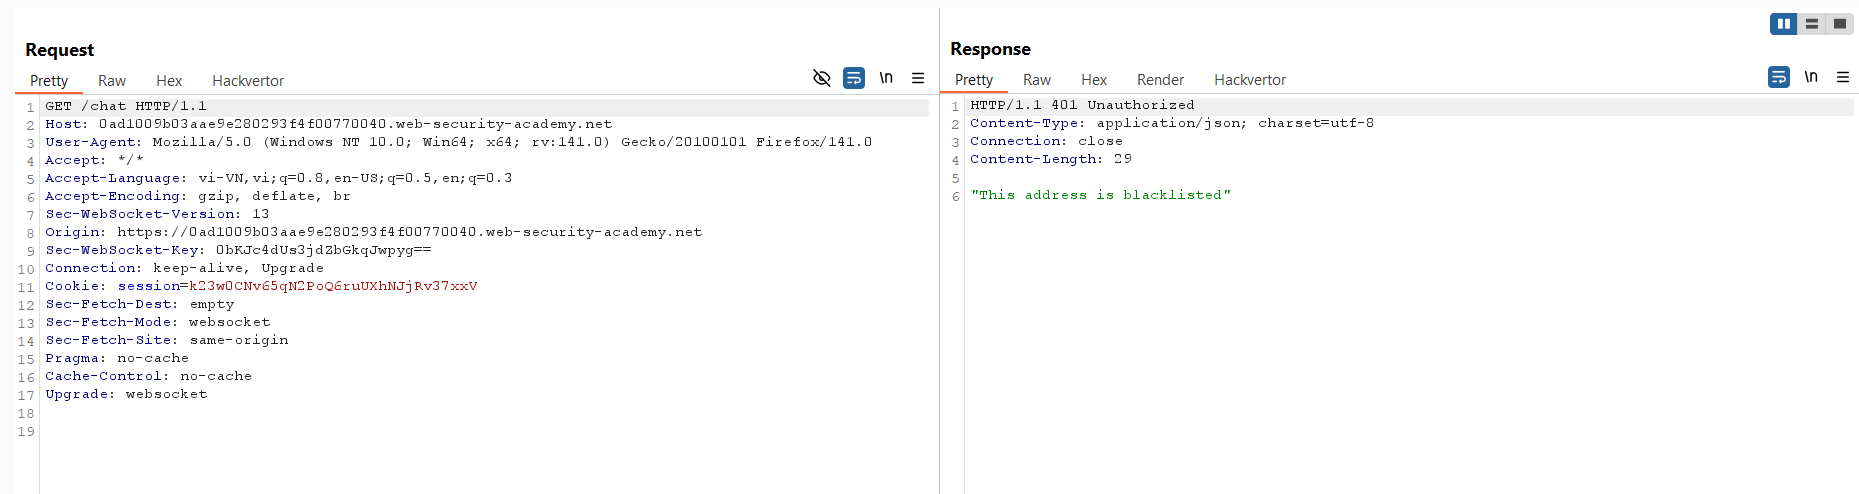 Request
Pretty Raw Hex Hackvertor \n
1 GET /chat HTTP/1.1
2 Host: 0ad1009b03aae9e280293f4f00770040.web-security-academy.net
3 User-Agent: Mozilla/5.0 (Windows NT 10.0; Win64; x64; rv:141.0) Gecko/20100101 Firefox/141.0
4 Accept: */*
5 Accept-Language: vi-VN,vi;q=0.8,en-US;q=0.5,en;q=0.3
6 Accept-Encoding: gzip, deflate, br
7 Sec-WebSocket-Version: 13
8 Origin: https://0ad1009b03aae9e280293f4f00770040.web-security-academy.net
9 Sec-WebSocket-Key: 0bKJc4dUs3jdZbGkqJwpyg==
10 Connection: keep-alive, Upgrade
11 Cookie: session=k23w0CNv65qN2PoQ6ruUXhNJjRv37xxV
12 Sec-Fetch-Dest: empty
13 Sec-Fetch-Mode: websocket
14 Sec-Fetch-Site: same-origin
15 Pragma: no-cache
16 Cache-Control: no-cache
17 Upgrade: websocket
18
19
Response
Pretty Raw Hex Render Hackvertor \n
1 HTTP/1.1 401 Unauthorized
2 Content-Type: application/json; charset=utf-8
3 Connection: close
4 Content-Length: 29
5
6 "This address is blacklisted"